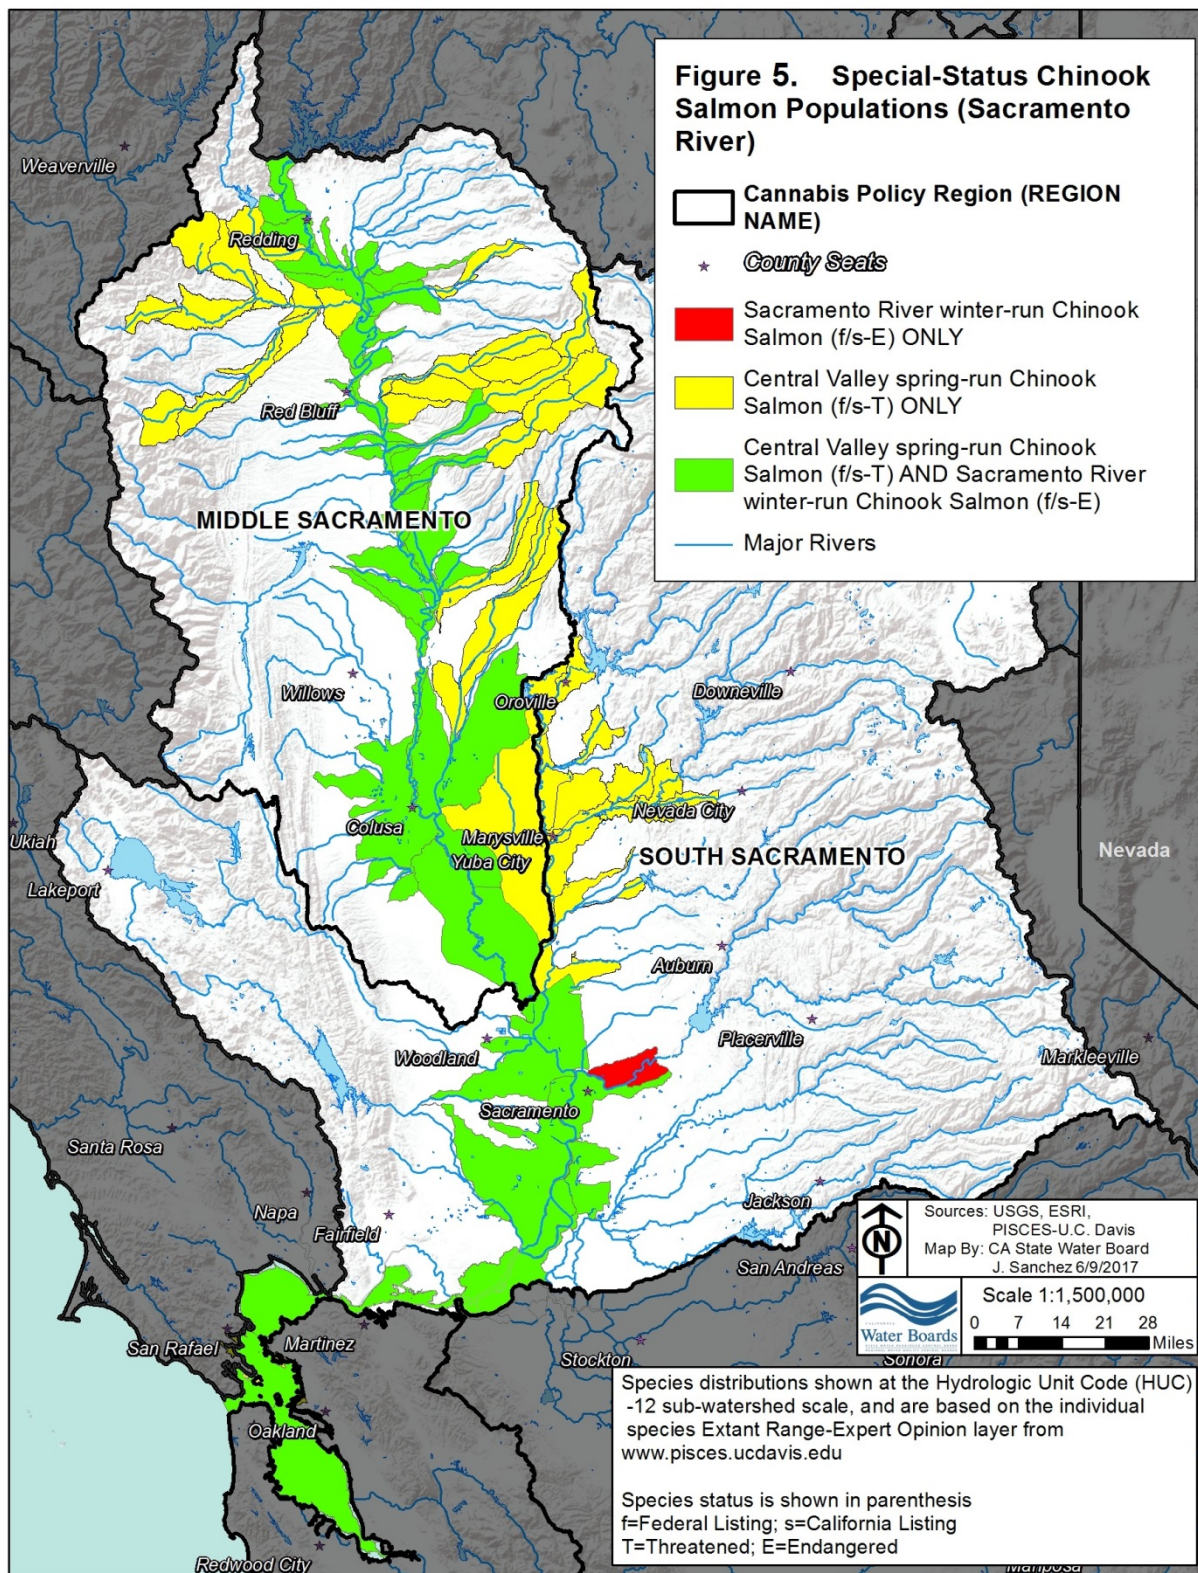 Figure 5. Special-Status Chinook
Salmon Populations (Sacramento
River)
Cannabis Policy Region (REGION
NAME)
County Seats
Sacramento River winter-run Chinook
Salmon (f/s-E) ONLY
Central Valley spring-run Chinook
Salmon (f/s-T) ONLY
Central Valley spring-run Chinook
Salmon (f/s-T) AND Sacramento River
winter-run Chinook Salmon (f/s-E)
Major Rivers
Weaverville
Redding
Red Bluff
MIDDLE SACRAMENTO
Willows
Oroville
Downeville
Colusa
Nevada City
Marysville
Yuba City
SOUTH SACRAMENTO
Ukiah
Lakeport
Nevada
Auburn
Woodland
Placerville
Markleeville
Sacramento
Santa Rosa
Napa
Fairfield
Jackson
San Andreas
San Rafael
Martinez
Stockton
Sonora
Oakland
Redwood City
Mariposa
N
Sources: USGS, ESRI,
PISCES-U.C. Davis
Map By: CA State Water Board
J. Sanchez 6/9/2017
CALIFORNIA
Water Boards
Scale 1:1,500,000
0 7 14 21 28
Miles
Species distributions shown at the Hydrologic Unit Code (HUC)
-12 sub-watershed scale, and are based on the individual
species Extant Range-Expert Opinion layer from
www.pisces.ucdavis.edu
Species status is shown in parenthesis
f=Federal Listing; s=California Listing
T=Threatened; E=Endangered